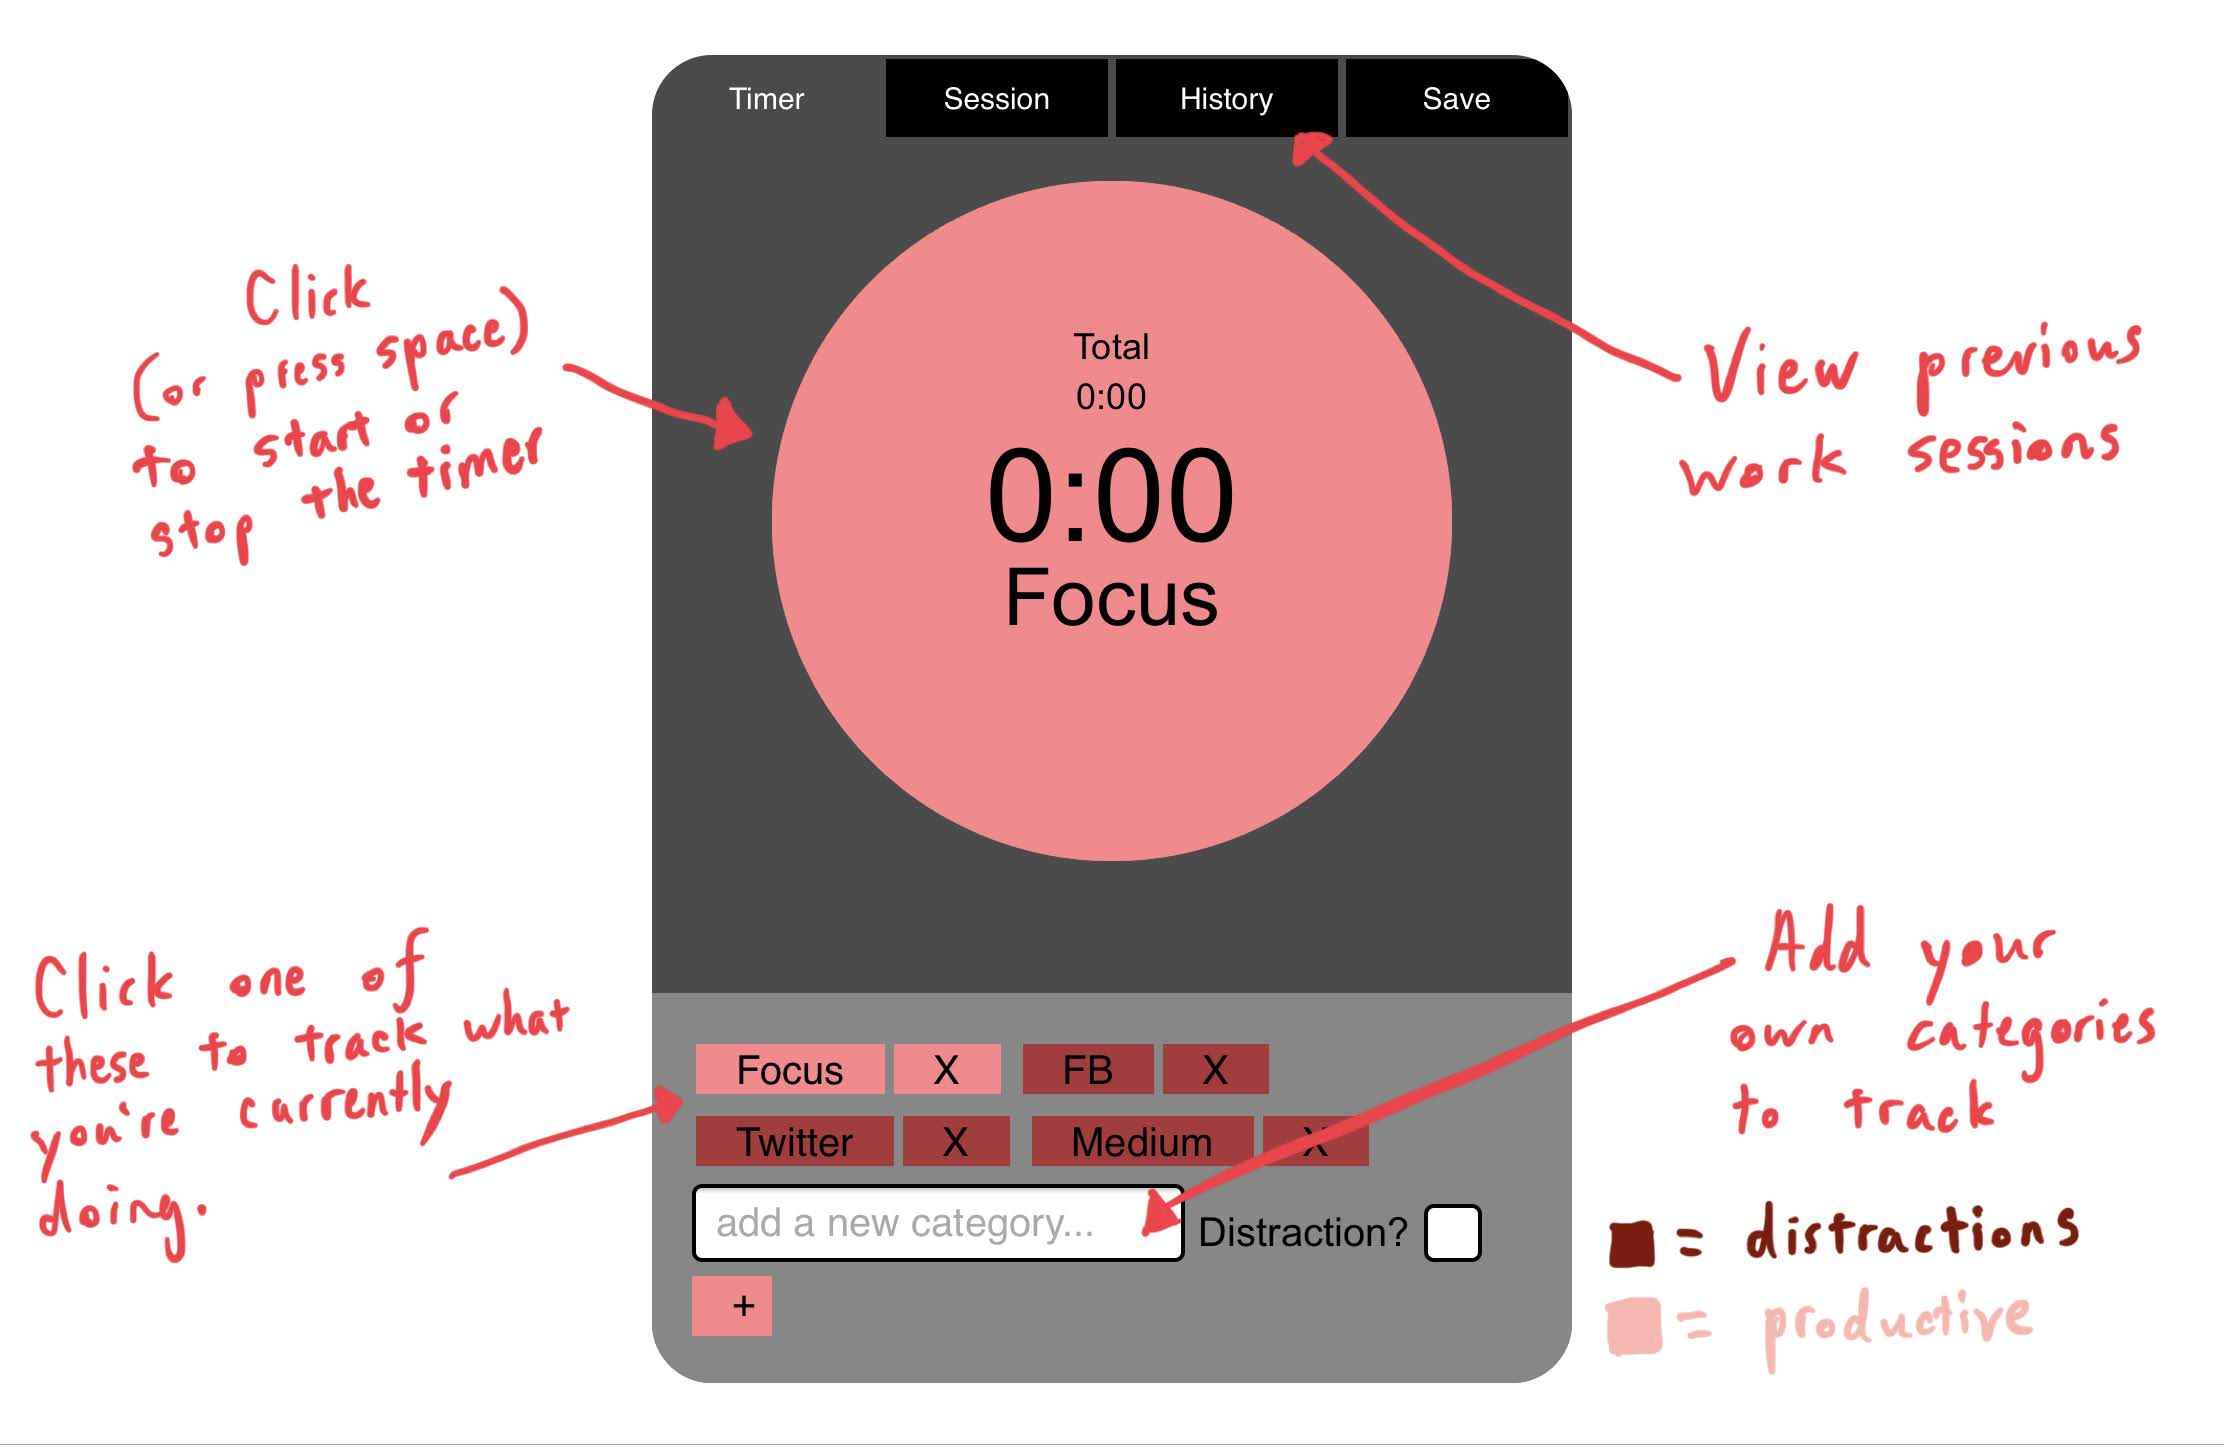 Timer Session History Save
Click
(or press space)
to start or
stop the timer
Total
0:00
0:00
Focus
View previous
work sessions
Click one of
these to track what
you're currently
doing.
Focus X FB X
Twitter X Medium X
add a new category... Distraction?
+
Add your
own categories
to track
= distractions
= productive